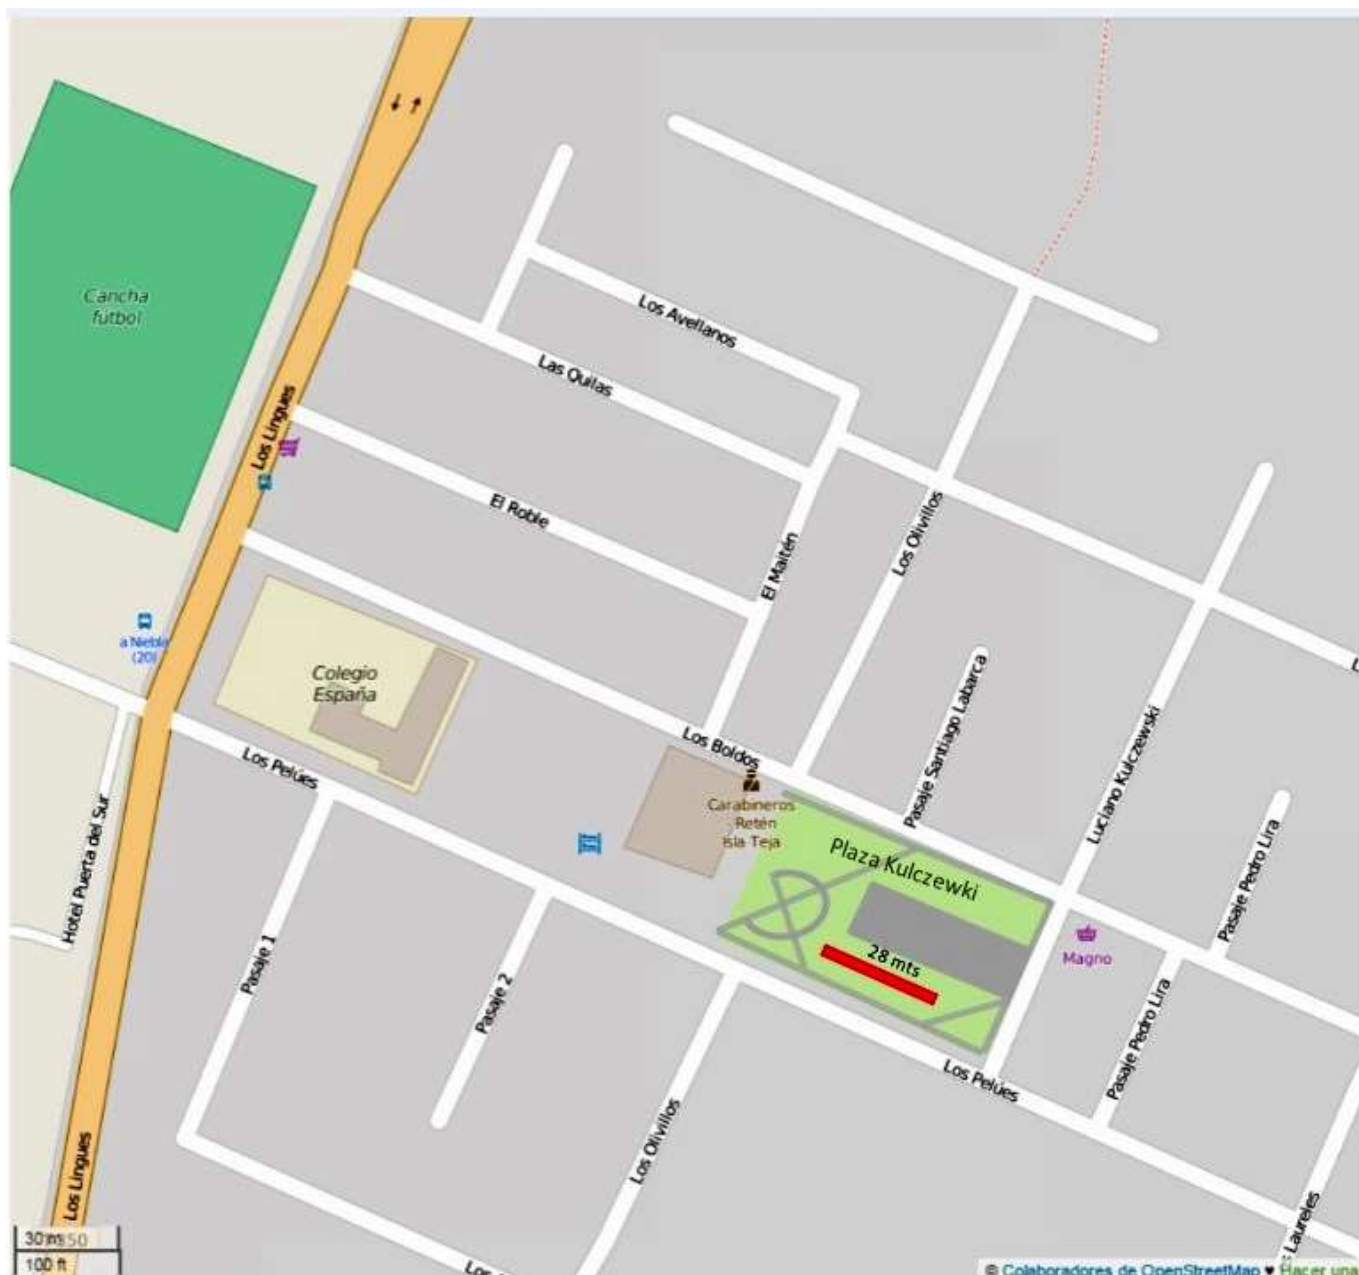 Cancha
fútbol
Los Avellanos
Las Quilas
Los Lingues
El Roble
El Maitén
Los Olivillos
a Niebla
(20)
Colegio
España
Pasaje Santiago Labarca
Luciano Kulczewski
Los Boldos
Los Pelúes
Carabineros
Retén
Isla Teja
Plaza Kulczewki
Hotel Puerta del Sur
Pasaje Pedro Lira
28 mts
Magno
Pasaje 1
Pasaje 2
Pasaje Pedro Lira
Los Pelúes
Los Olivillos
Los Lingues
Laureles
30 m
100 ft
© Colaboradores de OpenStreetMap ♥ Hacer una